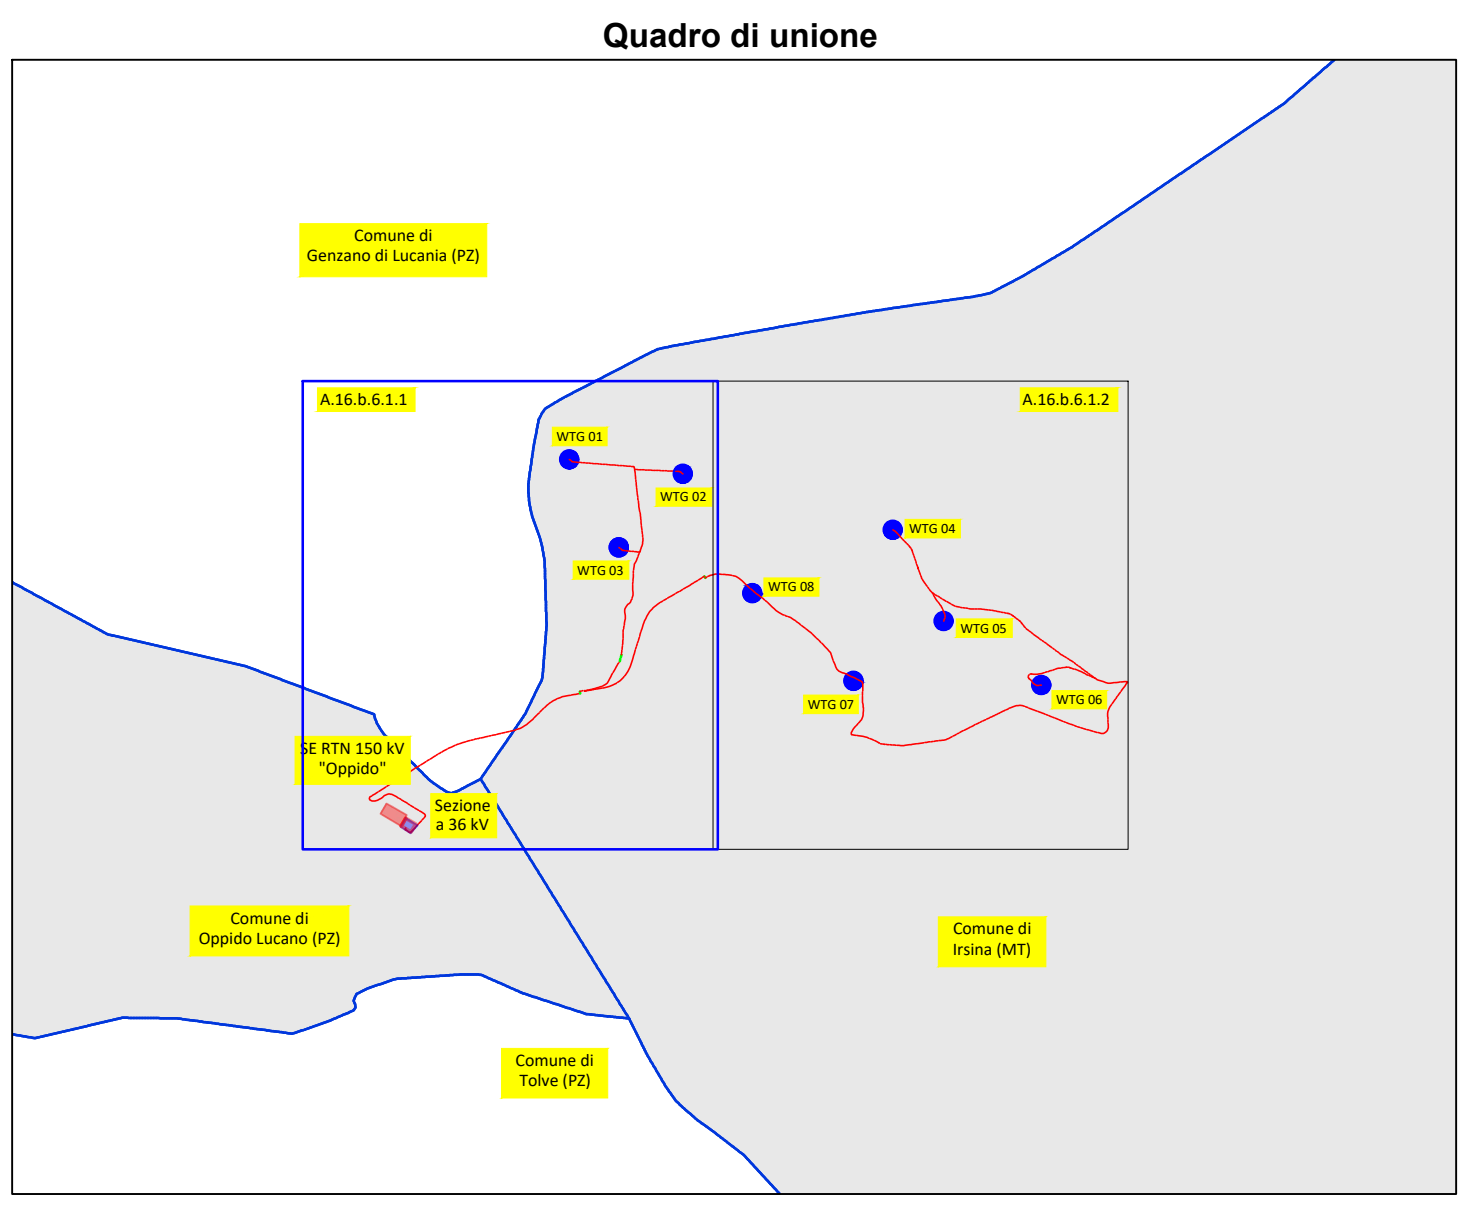 Quadro di unione
Comune di
Genzano di Lucania (PZ)
A.16.b.6.1.1
A.16.b.6.1.2
WTG 01
WTG 02
WTG 03
WTG 04
WTG 08
WTG 05
WTG 06
WTG 07
SE RTN 150 kV
"Oppido"
Sezione
a 36 kV
Comune di
Oppido Lucano (PZ)
Comune di
Irsina (MT)
Comune di
Tolve (PZ)